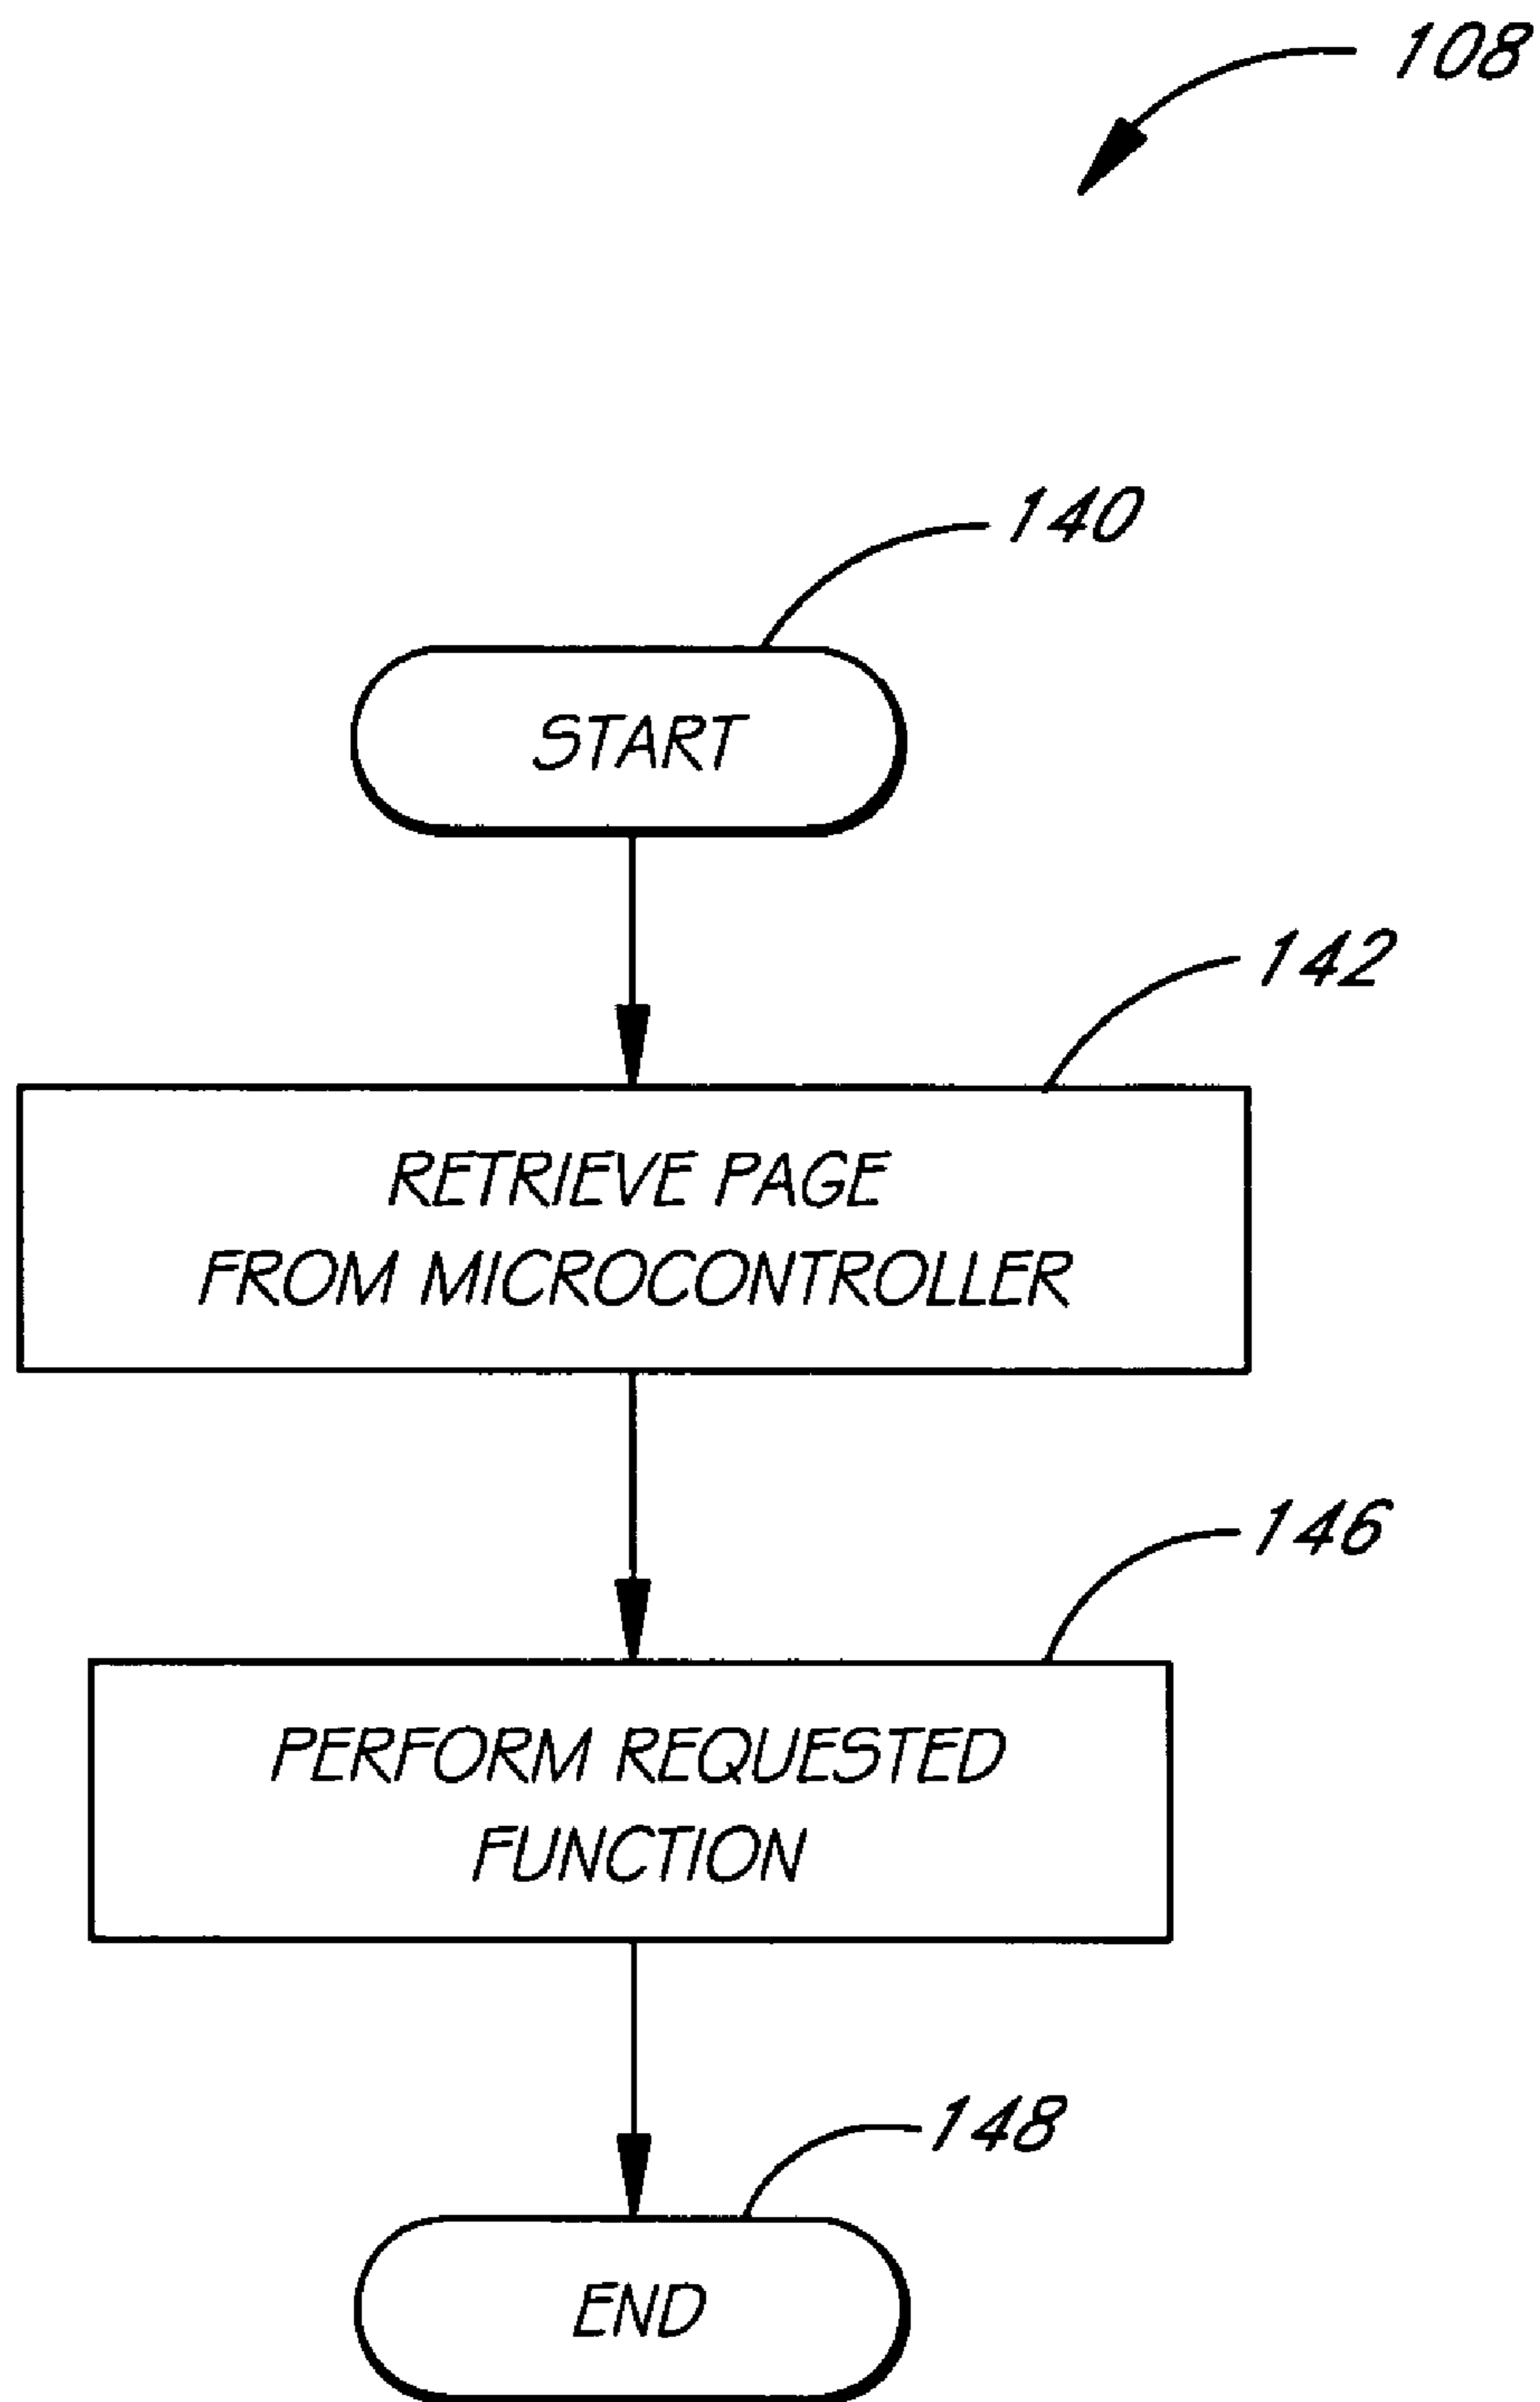 108
140
START
142
RETRIEVE PAGE
FROM MICROCONTROLLER
146
PERFORM REQUESTED
FUNCTION
148
END